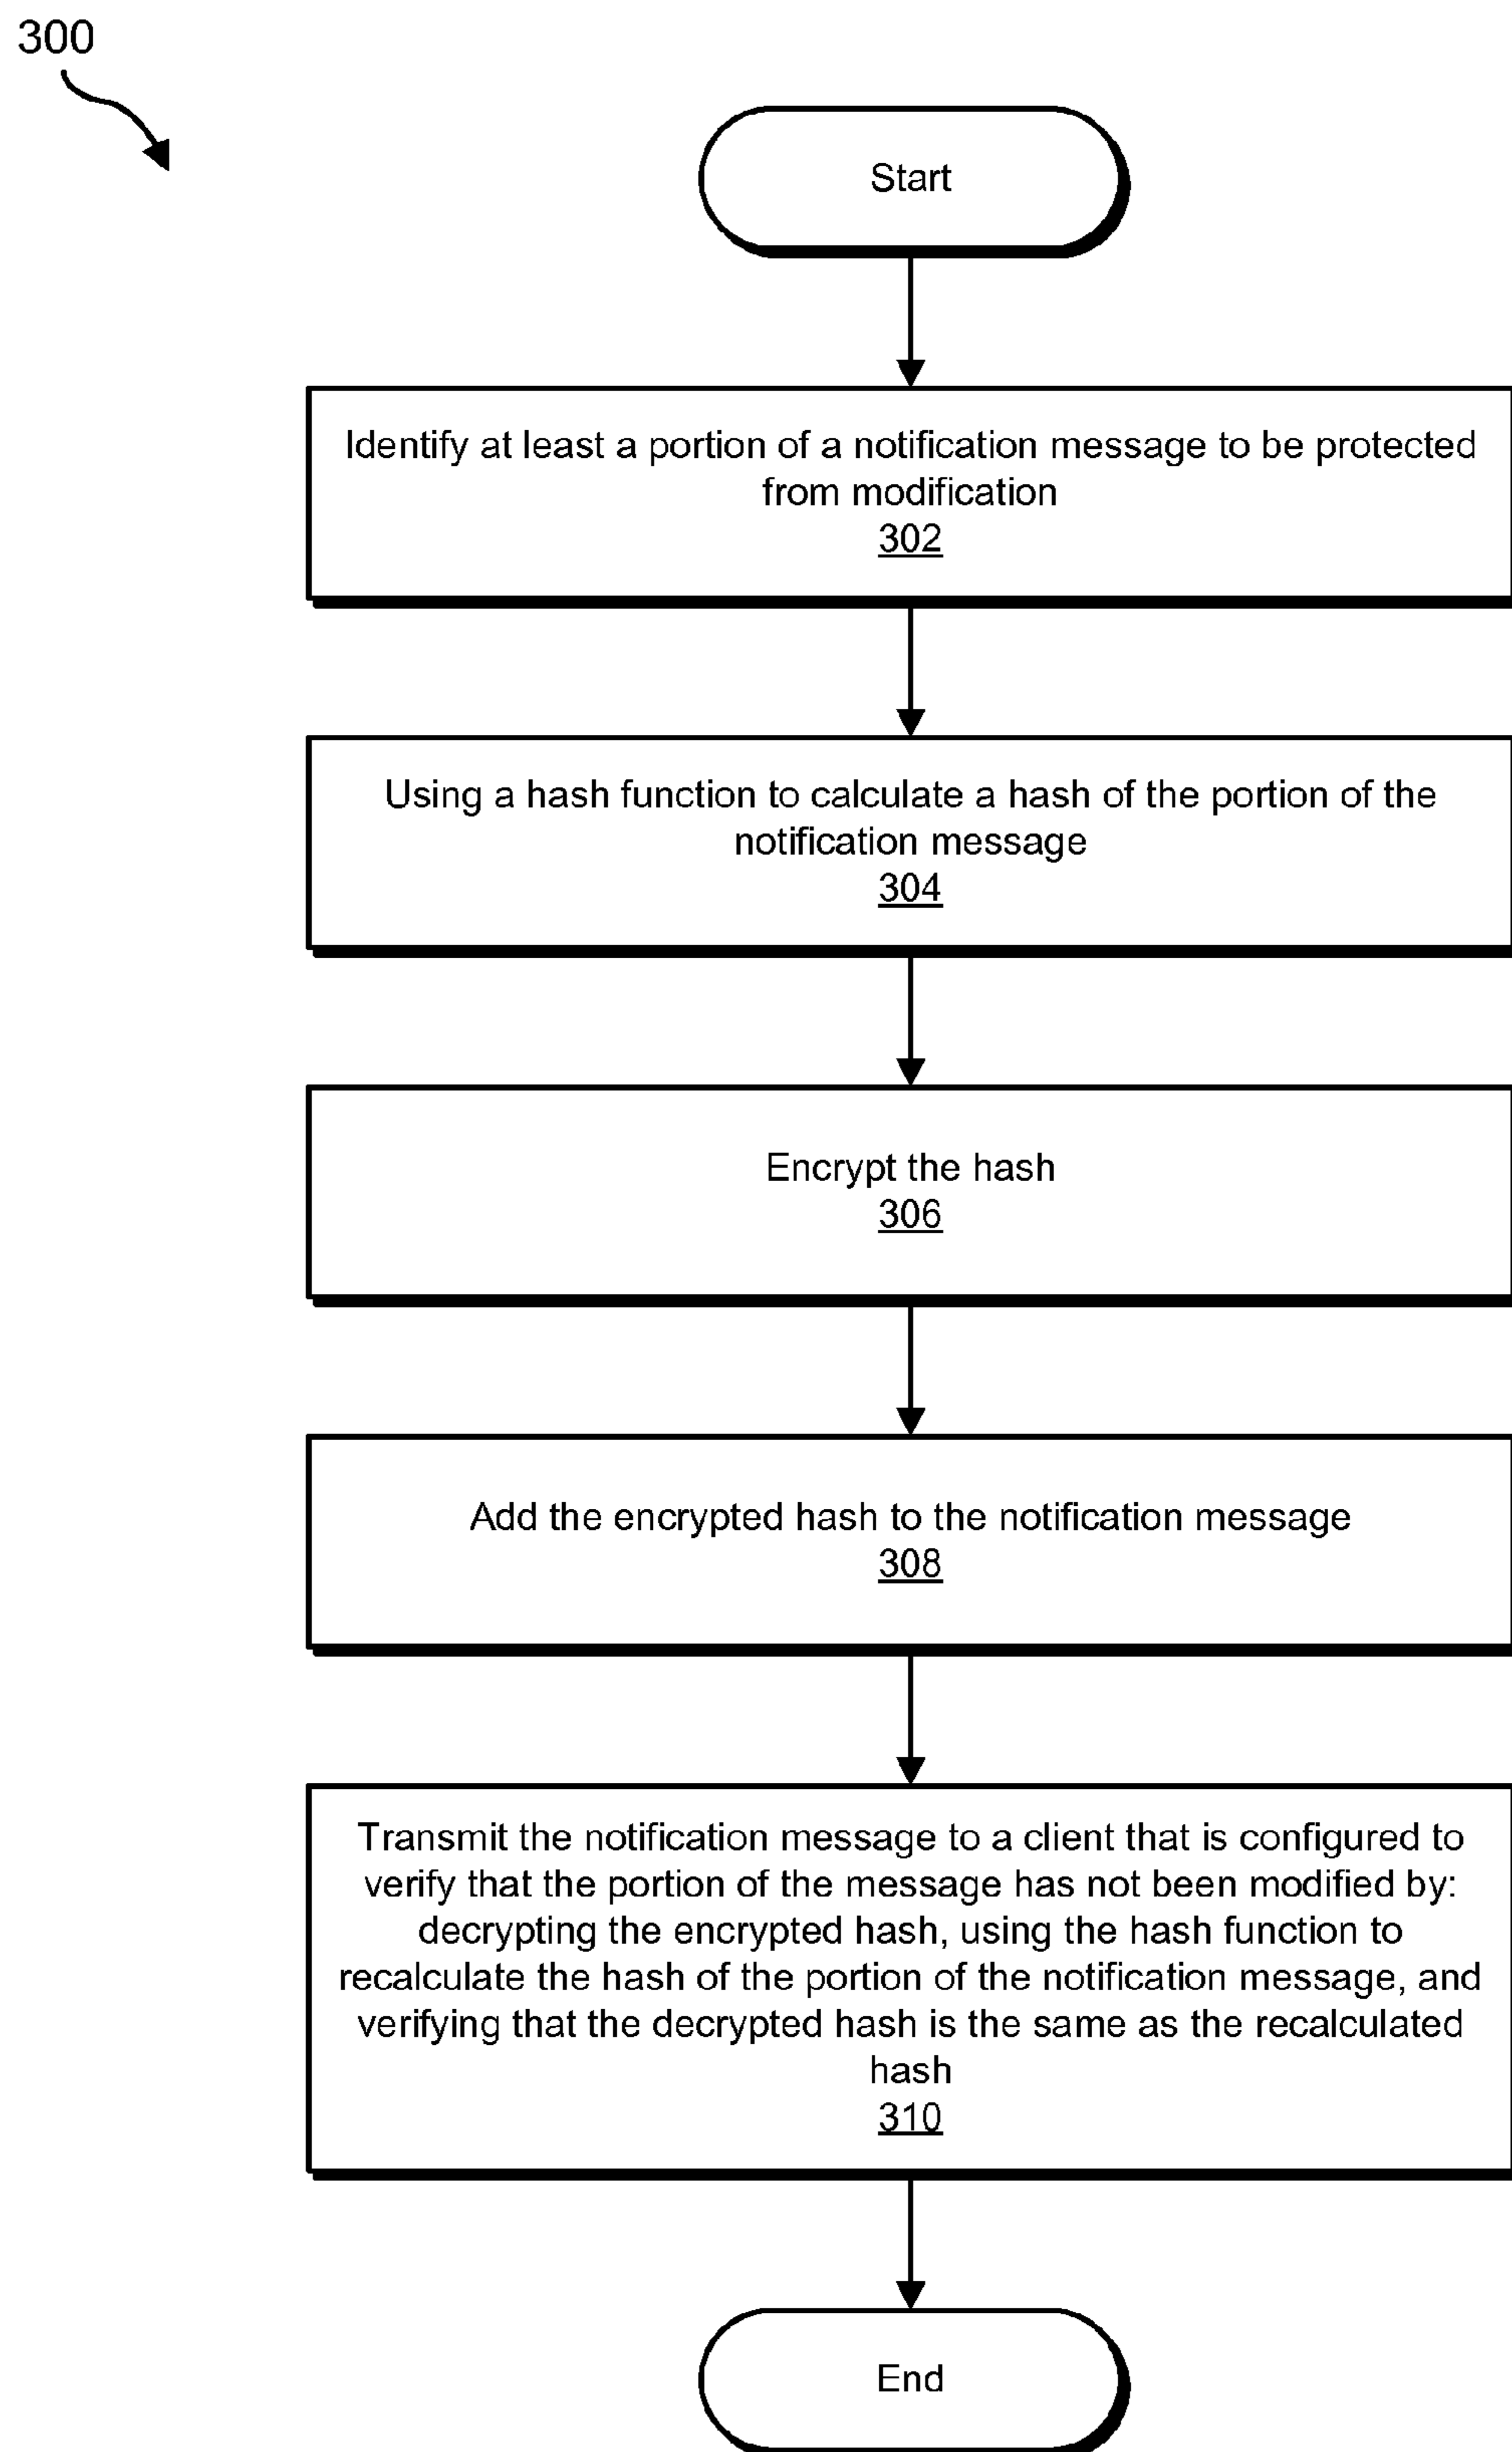 300
Start
Identify at least a portion of a notification message to be protected
from modification
302
Using a hash function to calculate a hash of the portion of the
notification message
304
Encrypt the hash
306
Add the encrypted hash to the notification message
308
Transmit the notification message to a client that is configured to
verify that the portion of the message has not been modified by:
decrypting the encrypted hash, using the hash function to
recalculate the hash of the portion of the notification message, and
verifying that the decrypted hash is the same as the recalculated
hash
310
End